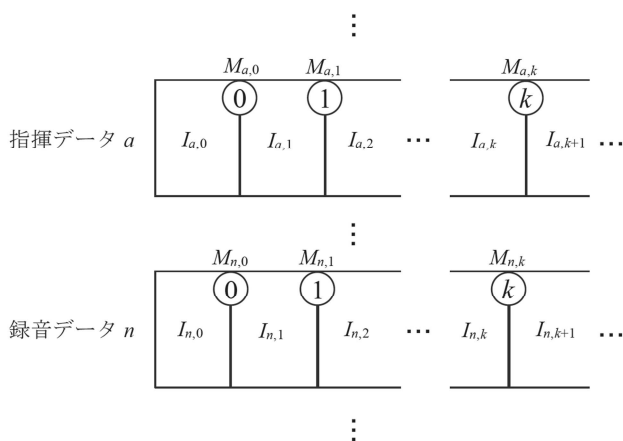 ⋮
M_{a,0} M_{a,1} M_{a,k}
0 1 k
指揮データ a
I_{a,0} I_{a,1} I_{a,2} … I_{a,k} I_{a,k+1} …
⋮
M_{n,0} M_{n,1} M_{n,k}
0 1 k
録音データ n
I_{n,0} I_{n,1} I_{n,2} … I_{n,k} I_{n,k+1} …
⋮